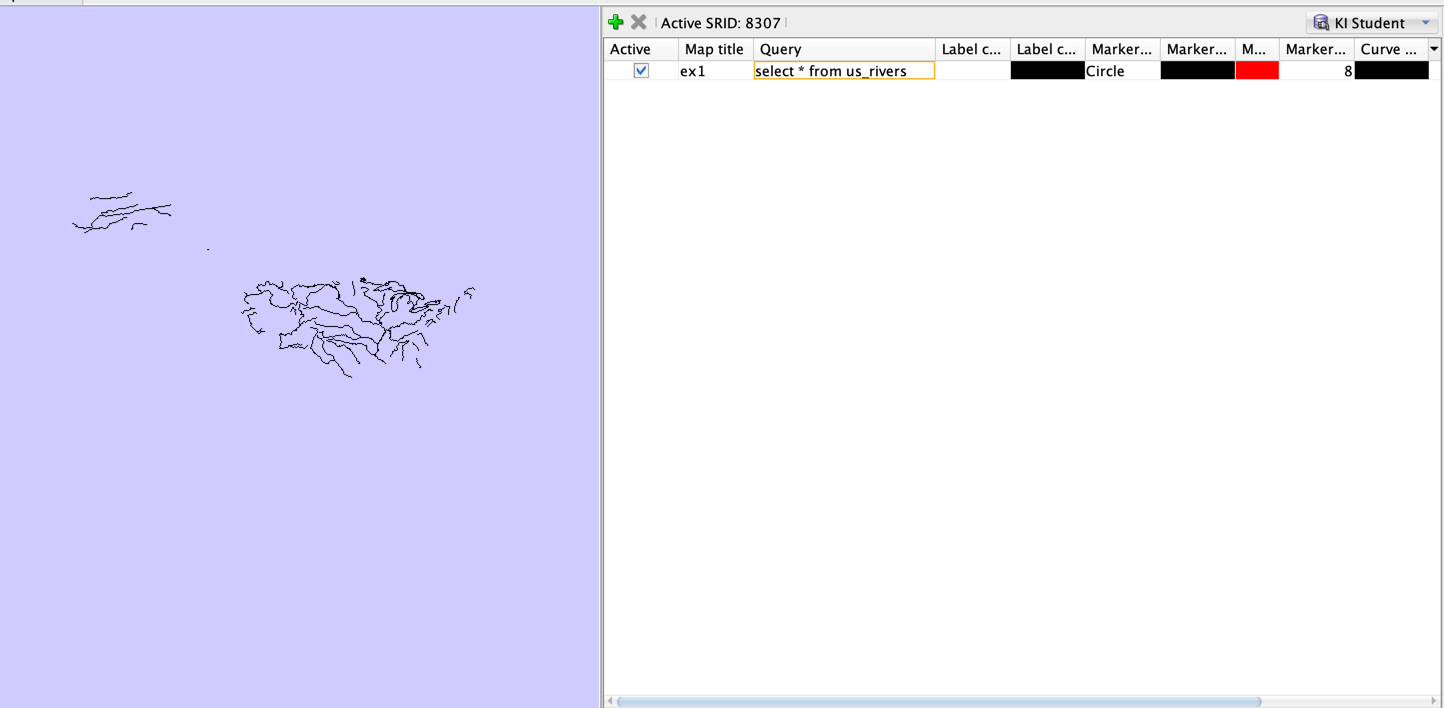 Active SRID: 8307 KI Student
Active Map title Query Label c... Label c... Marker... Marker... M... Marker... Curve ...
ex1 select * from us_rivers Circle 8